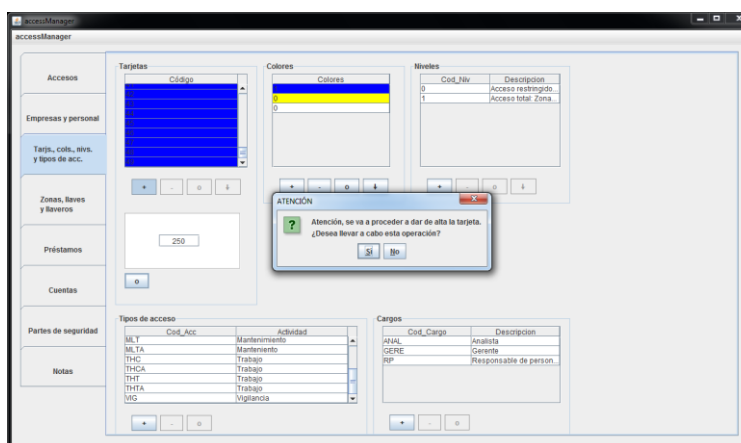 accessManager
accessManager
Accesos
Empresas y personal
Tarjs., cols., nivs.
y tipos de acc.
Zonas, llaves
y llaveros
Préstamos
Cuentas
Partes de seguridad
Notas
Tarjetas
Código
+ - o
250
o
Colores
Colores
0
0
+ - o
Niveles
Cod_Niv Descripcion
0 Acceso restringido...
1 Acceso total. Zona...
+ - o
ATENCIÓN
Atención, se va a proceder a dar de alta la tarjeta.
¿Desea llevar a cabo esta operación?
Sí No
Tipos de acceso
Cod_Acc Actividad
MLT Mantenimiento
MLTA Manteniento
THC Trabajo
THCA Trabajo
THT Trabajo
THTA Trabajo
VIG Vigilancia
+ - o
Cargos
Cod_Cargo Descripcion
ANAL Analista
GERE Gerente
RP Responsable de person...
+ - o